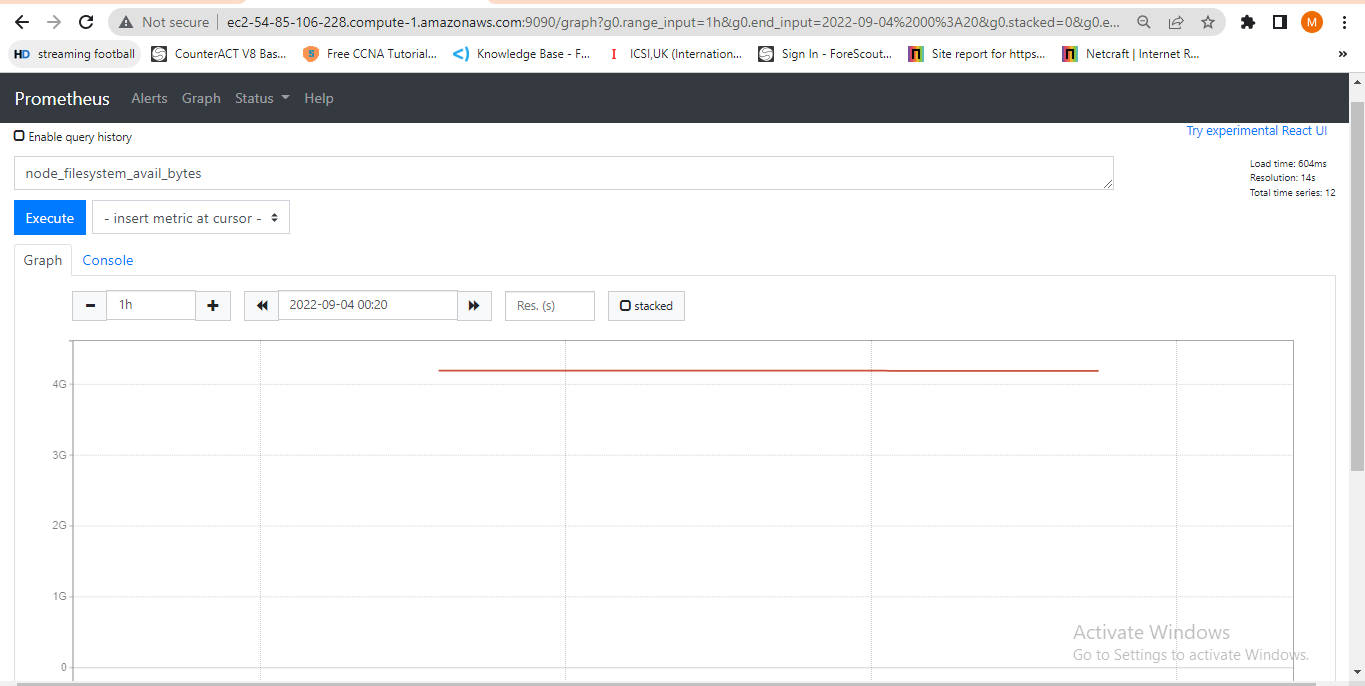 Not secure
ec2-54-85-106-228.compute-1.amazonaws.com:9090/graph?g0.range_input=1h&g0.end_input=2022-09-04%2000%3A20&g0.stacked=0&g0.e...
M
HD streaming football
CounterACT V8 Bas...
S Free CCNA Tutorial...
Knowledge Base - F...
I ICSI,UK (Internation...
Sign In - ForeScout...
Site report for https...
Netcraft | Internet R...
»
Prometheus Alerts Graph Status Help
Enable query history
Try experimental React UI
node_filesystem_avail_bytes
Load time: 604ms
Resolution: 14s
Total time series: 12
Execute
- insert metric at cursor -
Graph Console
- 1h + 2022-09-04 00:20 Res. (s) stacked
4G
3G
2G
1G
0
Activate Windows
Go to Settings to activate Windows.